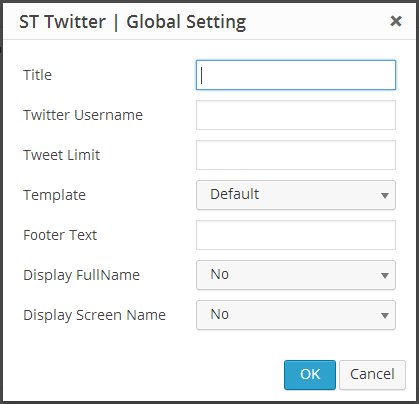 ST Twitter | Global Setting ×
Title
Twitter Username
Tweet Limit
Template Default
Footer Text
Display FullName No
Display Screen Name No
OK Cancel